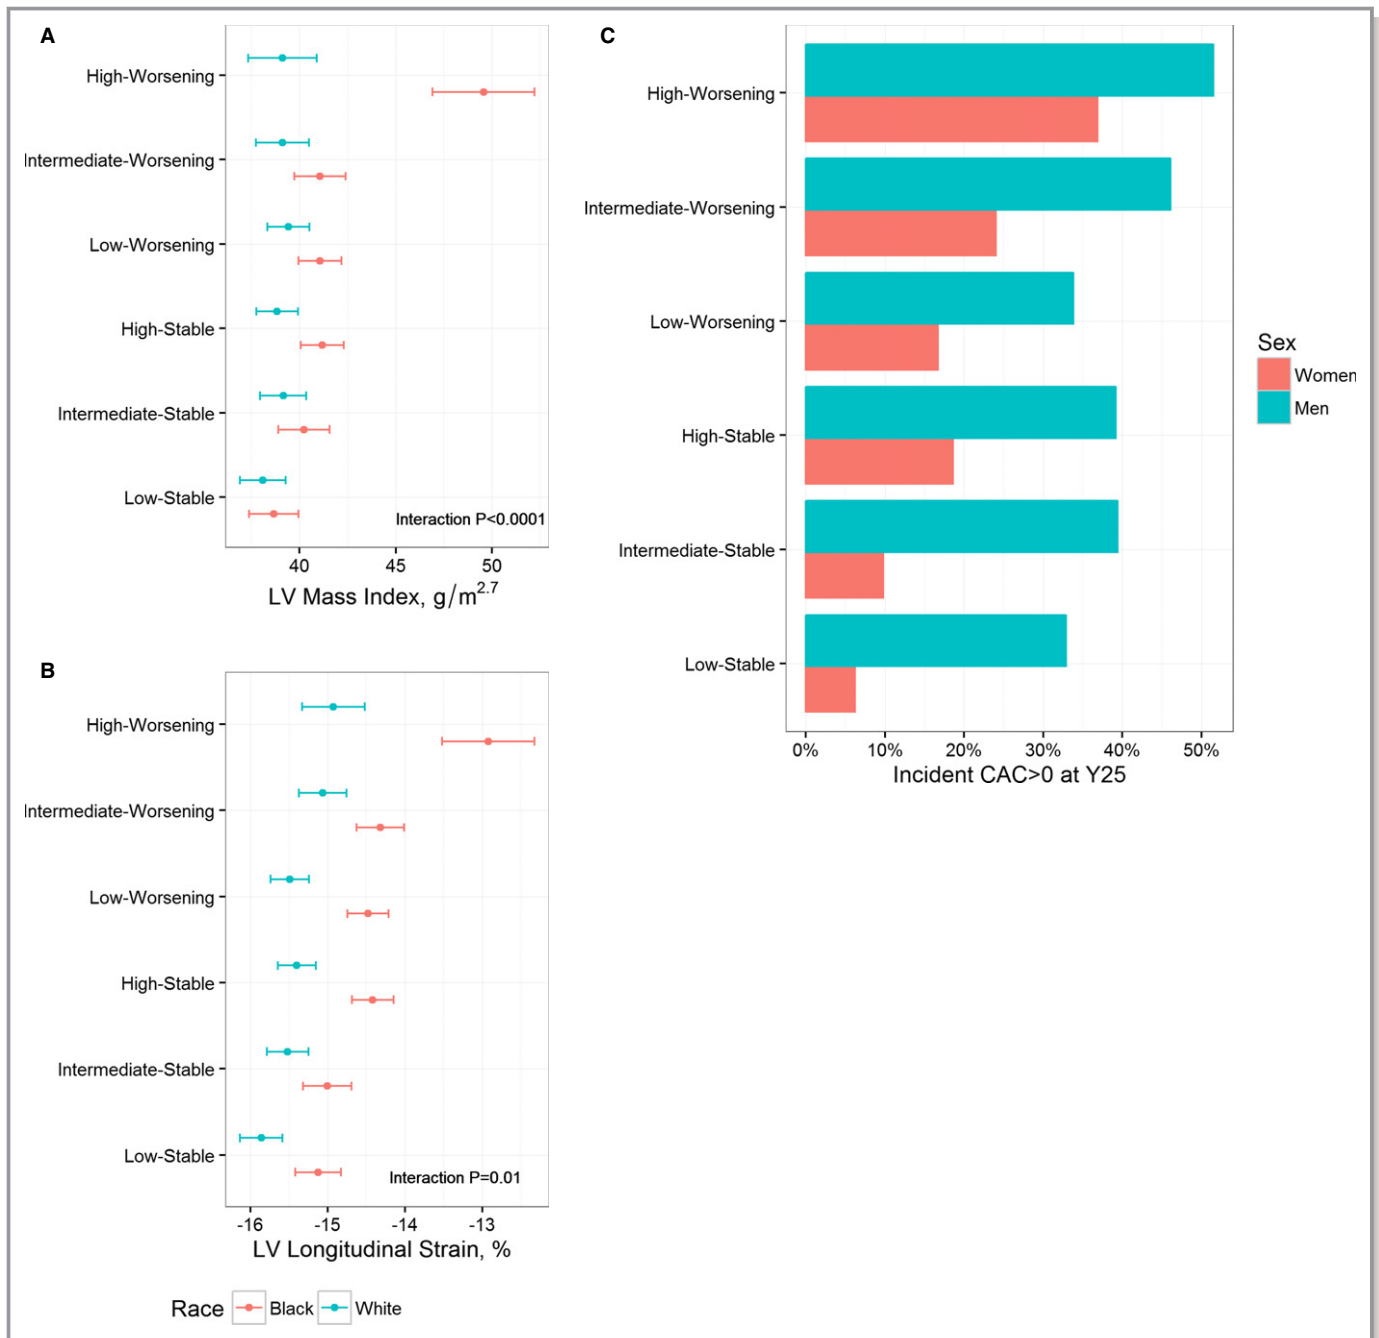 A
High-Worsening
Intermediate-Worsening
Low-Worsening
High-Stable
Intermediate-Stable
Low-Stable
Interaction P<0.0001
40 45 50
LV Mass Index, g/m^2.7
B
High-Worsening
Intermediate-Worsening
Low-Worsening
High-Stable
Intermediate-Stable
Low-Stable
Interaction P=0.01
-16 -15 -14 -13
LV Longitudinal Strain, %
Race Black White
C
High-Worsening
Intermediate-Worsening
Low-Worsening
High-Stable
Intermediate-Stable
Low-Stable
0% 10% 20% 30% 40% 50%
Incident CAC>0 at Y25
Sex
Women
Men